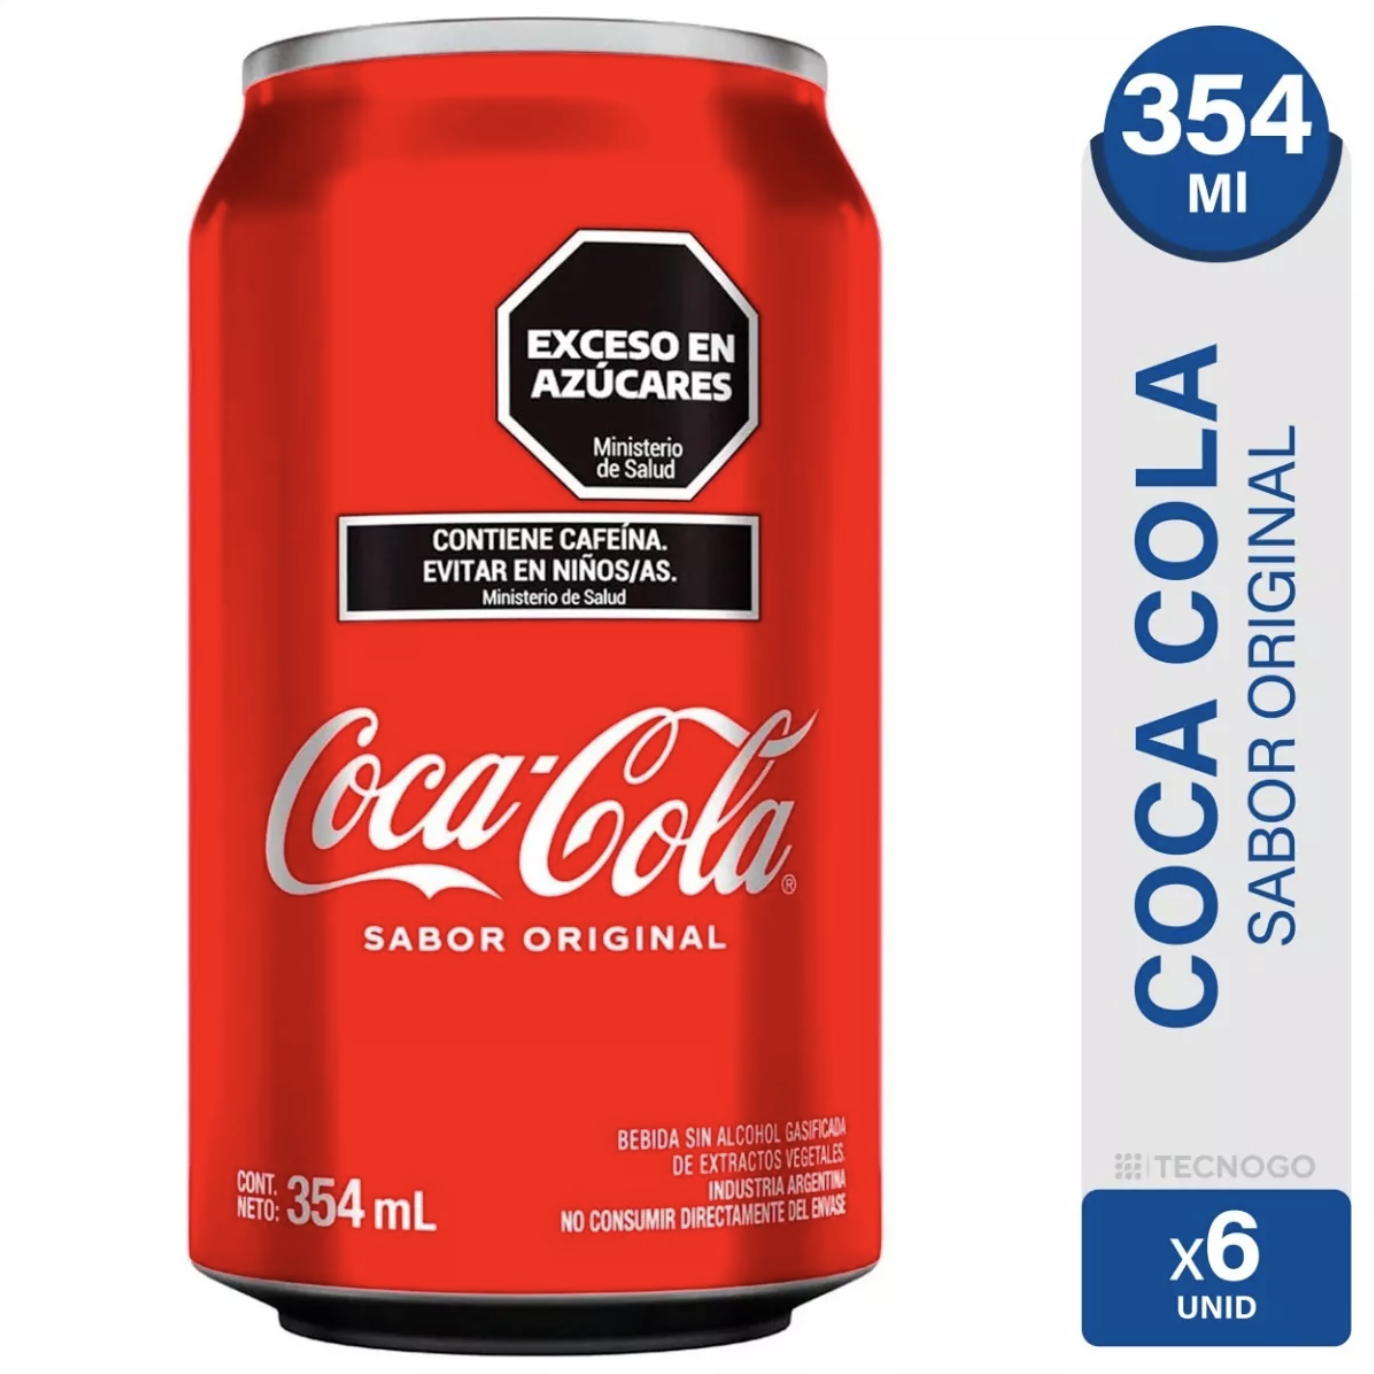 EXCESO EN
AZÚCARES
Ministerio
de Salud
CONTIENE CAFEÍNA.
EVITAR EN NIÑOS/AS.
Ministerio de Salud
Coca-Cola®
SABOR ORIGINAL
CONT.
NETO: 354 mL
BEBIDA SIN ALCOHOL GASIFICADA
DE EXTRACTOS VEGETALES.
INDUSTRIA ARGENTINA
NO CONSUMIR DIRECTAMENTE DEL ENVASE
354
Ml
COCA COLA
SABOR ORIGINAL
TECNOGO
x6
UNID